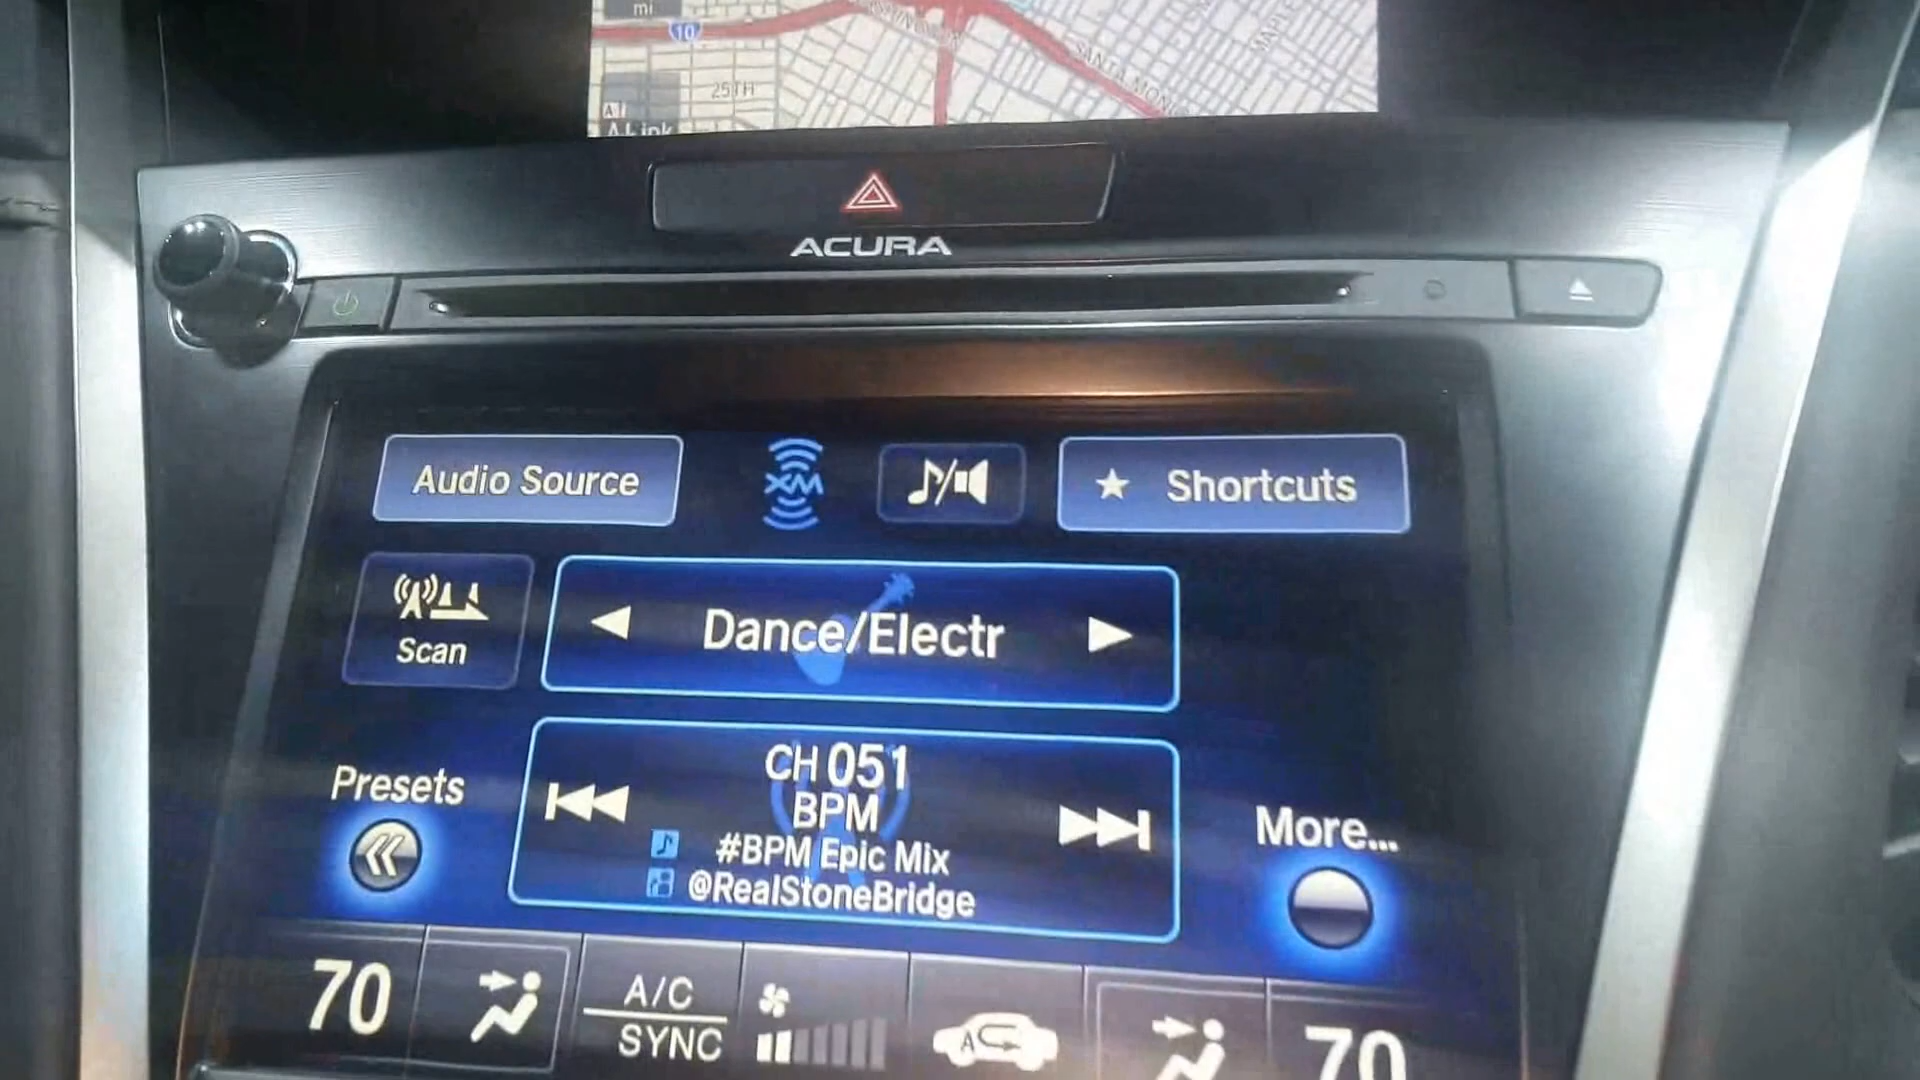 mi
10
25TH
SANTA MONI
MAPLE
ACURA
Audio Source
XM
★ Shortcuts
Scan
Dance/Electr
CH 051
BPM
Presets
#BPM Epic Mix
@RealStoneBridge
More...
70
A/C
SYNC
A
70